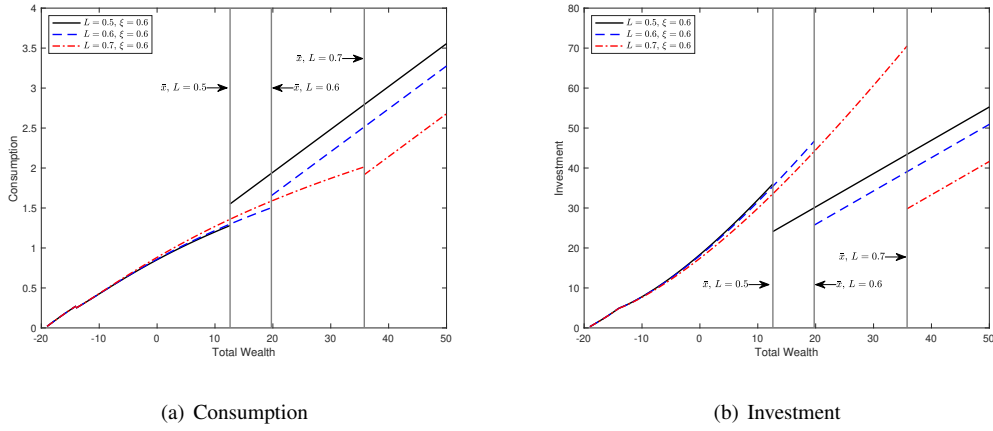 4
3.5
3
2.5
2
1.5
1
0.5
0
Consumption
L = 0.5, ξ = 0.6
L = 0.6, ξ = 0.6
L = 0.7, ξ = 0.6
x̄, L = 0.7
x̄, L = 0.5
x̄, L = 0.6
-20 -10 0 10 20 30 40 50
Total Wealth
(a) Consumption
80
70
60
50
40
30
20
10
0
Investment
L = 0.5, ξ = 0.6
L = 0.6, ξ = 0.6
L = 0.7, ξ = 0.6
x̄, L = 0.7
x̄, L = 0.5
x̄, L = 0.6
-20 -10 0 10 20 30 40 50
Total Wealth
(b) Investment